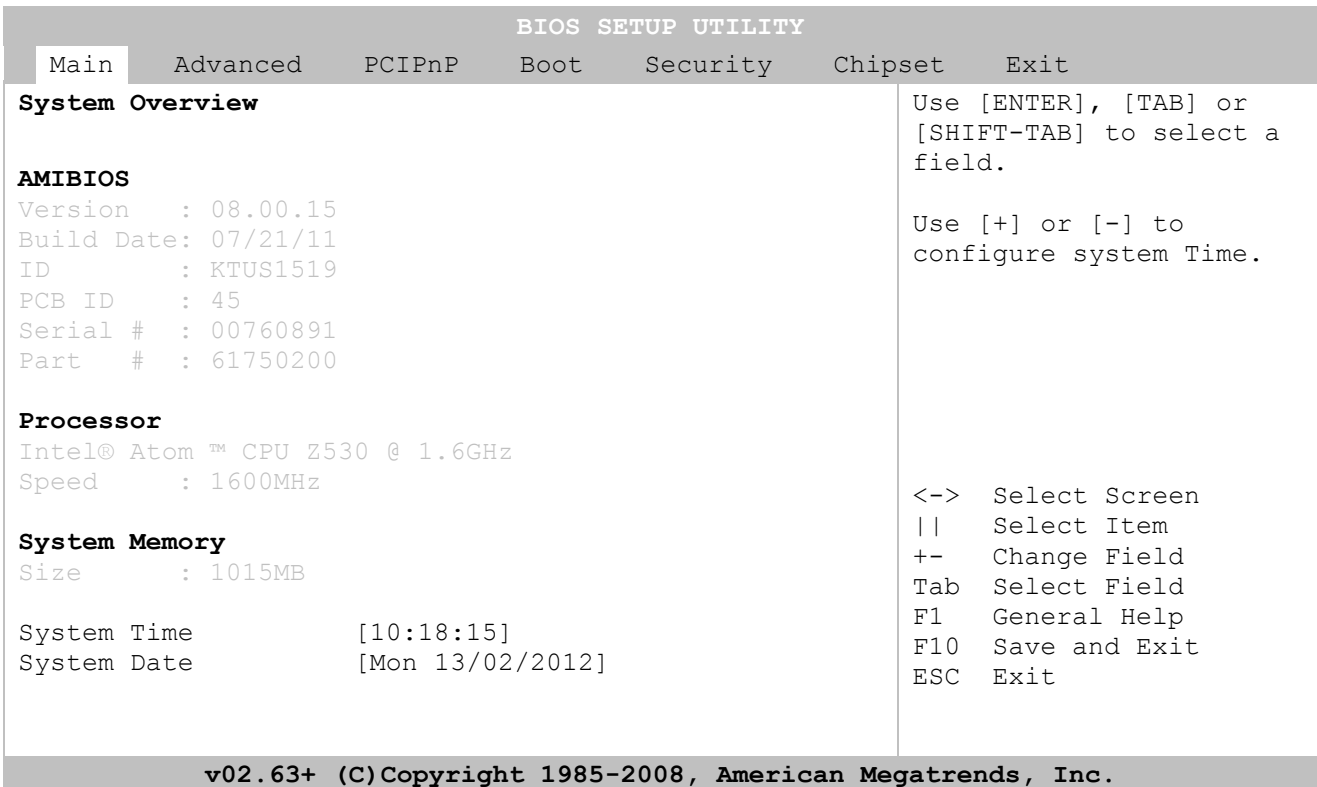 BIOS SETUP UTILITY
Main Advanced PCIPnP Boot Security Chipset Exit
System Overview
AMIBIOS
Version : 08.00.15
Build Date: 07/21/11
ID : KTUS1519
PCB ID : 45
Serial # : 00760891
Part # : 61750200
Processor
Intel® Atom ™ CPU Z530 @ 1.6GHz
Speed : 1600MHz
System Memory
Size : 1015MB
System Time [10:18:15]
System Date [Mon 13/02/2012]
Use [ENTER], [TAB] or
[SHIFT-TAB] to select a
field.
Use [+] or [-] to
configure system Time.
<-> Select Screen
|| Select Item
+- Change Field
Tab Select Field
F1 General Help
F10 Save and Exit
ESC Exit
v02.63+ (C)Copyright 1985-2008, American Megatrends, Inc.